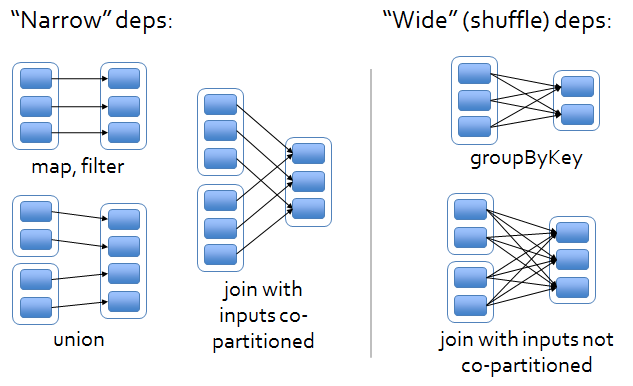 “Narrow” deps:
“Wide” (shuffle) deps:
map, filter
groupByKey
union
join with
inputs co-
partitioned
join with inputs not
co-partitioned